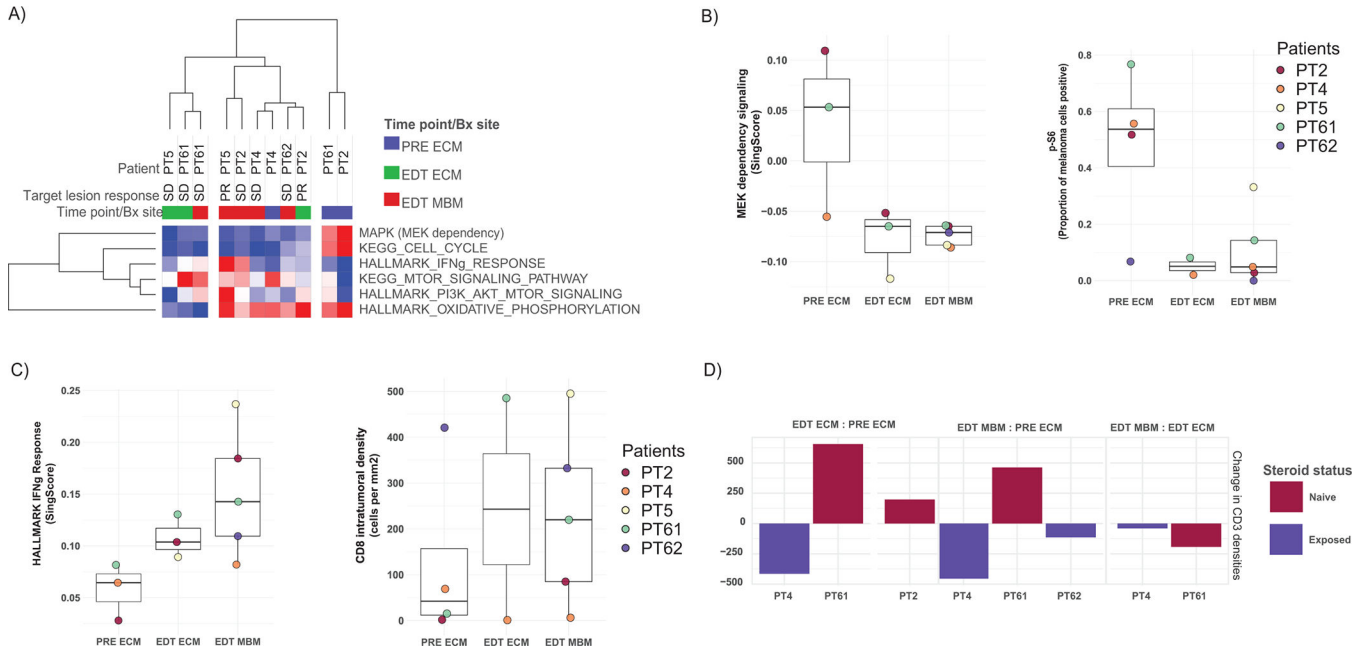 A)
Patient
PT5
PT61
PT61
PT5
PT2
PT4
PT4
PT62
PT2
PT61
PT2
Target lesion response
SD
SD
SD
PR
SD
SD
SD
PR
Time point/Bx site
Time point/Bx site
PRE ECM
EDT ECM
EDT MBM
MAPK (MEK dependency)
KEGG_CELL_CYCLE
HALLMARK_IFNg_RESPONSE
KEGG_MTOR_SIGNALING_PATHWAY
HALLMARK_PI3K_AKT_MTOR_SIGNALING
HALLMARK_OXIDATIVE_PHOSPHORYLATION
B)
MEK dependency signaling
(SingScore)
0.10
0.05
0.00
−0.05
−0.10
PRE ECM EDT ECM EDT MBM
p-S6
(Proportion of melanoma cells positive)
0.8
0.6
0.4
0.2
0.0
PRE ECM EDT ECM EDT MBM
Patients
PT2
PT4
PT5
PT61
PT62
C)
HALLMARK IFNg Response
(SingScore)
0.25
0.20
0.15
0.10
0.05
PRE ECM EDT ECM EDT MBM
CD8 intratumoral density
(cells per mm2)
500
400
300
200
100
0
PRE ECM EDT ECM EDT MBM
Patients
PT2
PT4
PT5
PT61
PT62
D)
EDT ECM : PRE ECM EDT MBM : PRE ECM EDT MBM : EDT ECM
500
250
0
−250
−500
PT4 PT61 PT2 PT4 PT61 PT62 PT4 PT61
Change in
CD3 densities
Steroid status
Naive
Exposed